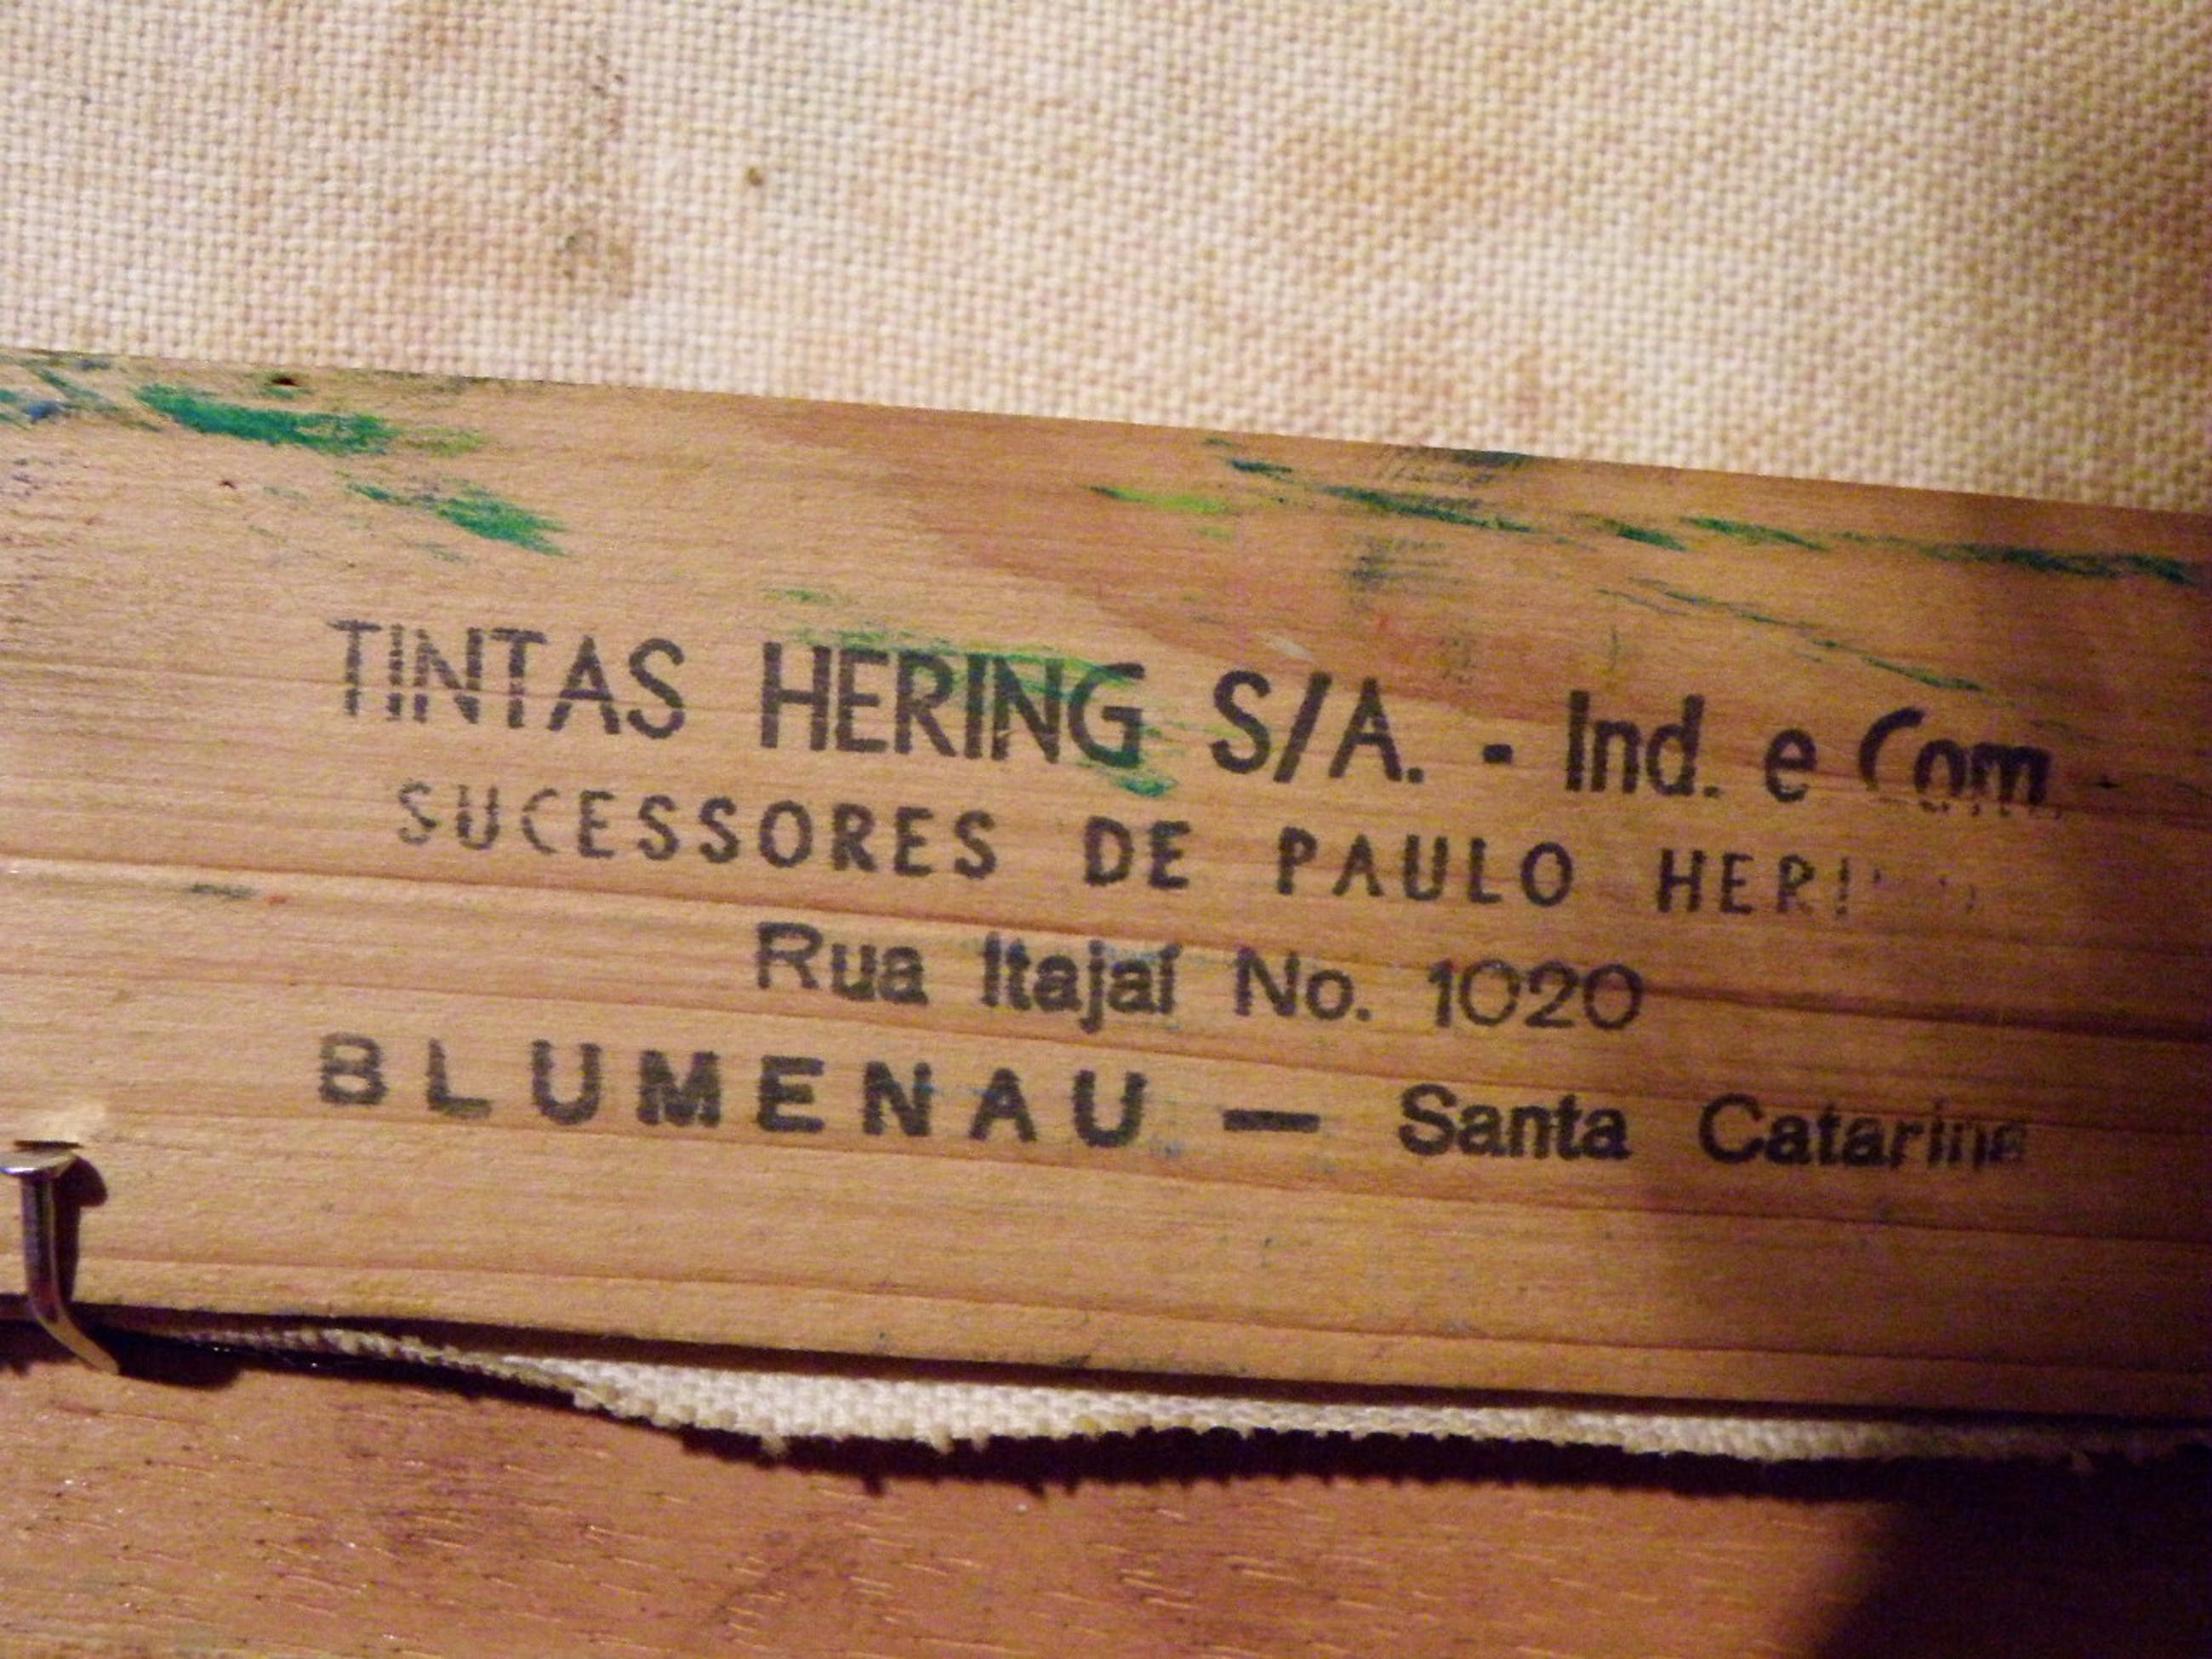 TINTAS HERING S/A. - Ind. e Com.
SUCESSORES DE PAULO
Rua Itajaí No. 1020
BLUMENAU — Santa Catarina